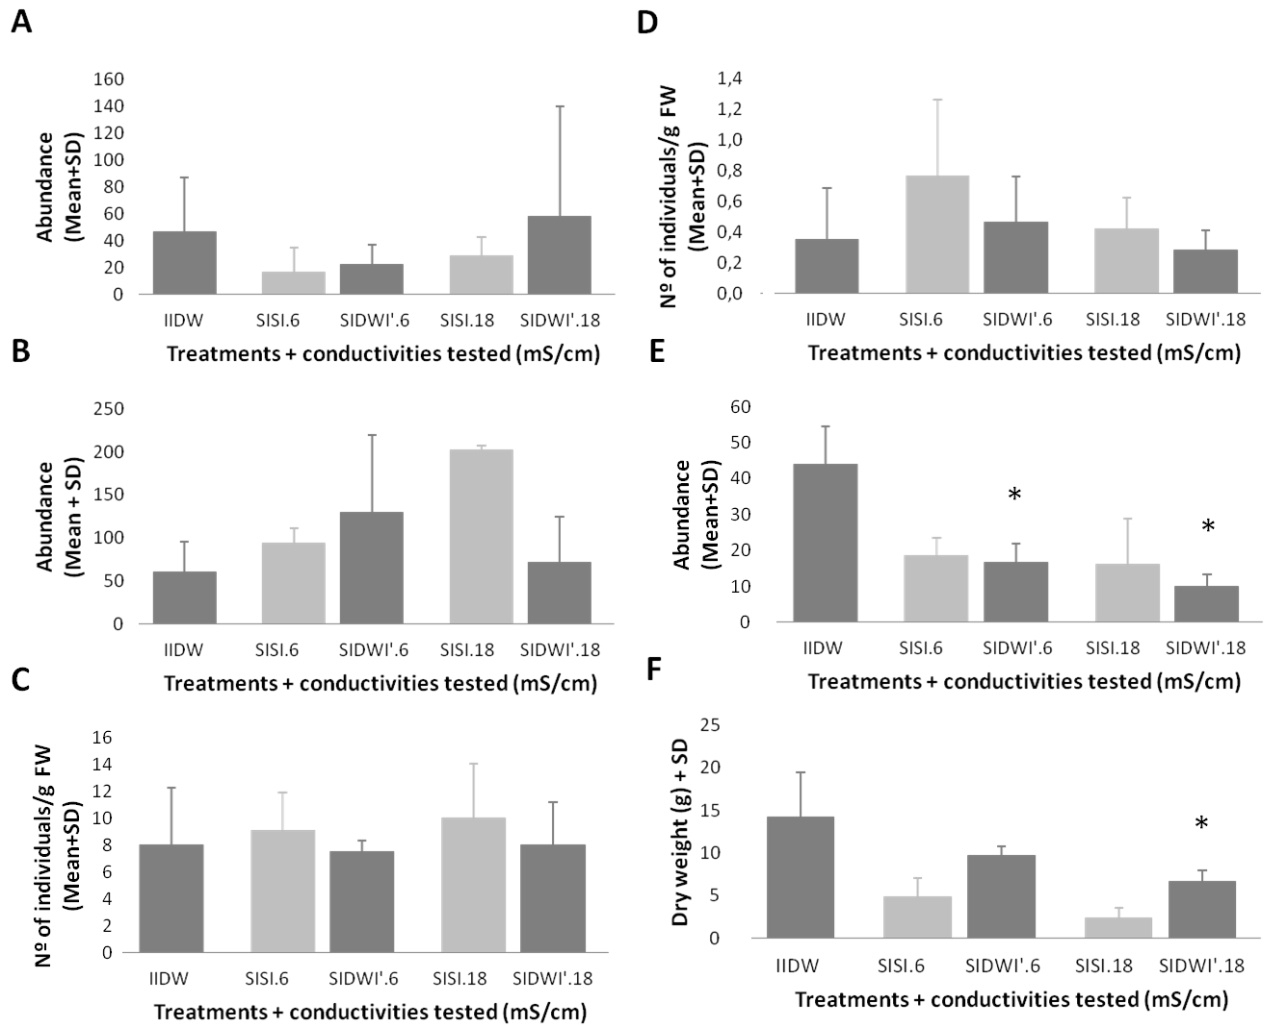 A
Abundance
(Mean+SD)
160
140
120
100
80
60
40
20
0
IIDW SISI.6 SIDWI'.6 SISI.18 SIDWI'.18
Treatments + conductivities tested (mS/cm)
B
Abundance
(Mean + SD)
250
200
150
100
50
0
IIDW SISI.6 SIDWI'.6 SISI.18 SIDWI'.18
Treatments + conductivities tested (mS/cm)
C
Nº of individuals/g FW
(Mean+SD)
16
14
12
10
8
6
4
2
0
IIDW SISI.6 SIDWI'.6 SISI.18 SIDWI'.18
Treatments + conductivities tested (mS/cm)
D
Nº of individuals/g FW
(Mean+SD)
1,4
1,2
1,0
0,8
0,6
0,4
0,2
0,0
IIDW SISI.6 SIDWI'.6 SISI.18 SIDWI'.18
Treatments + conductivities tested (mS/cm)
E
Abundance
(Mean+SD)
60
50
40
30
20
10
0
* *
IIDW SISI.6 SIDWI'.6 SISI.18 SIDWI'.18
Treatments + conductivities tested (mS/cm)
F
Dry weight (g) + SD
25
20
15
10
5
0
*
IIDW SISI.6 SIDWI'.6 SISI.18 SIDWI'.18
Treatments + conductivities tested (mS/cm)